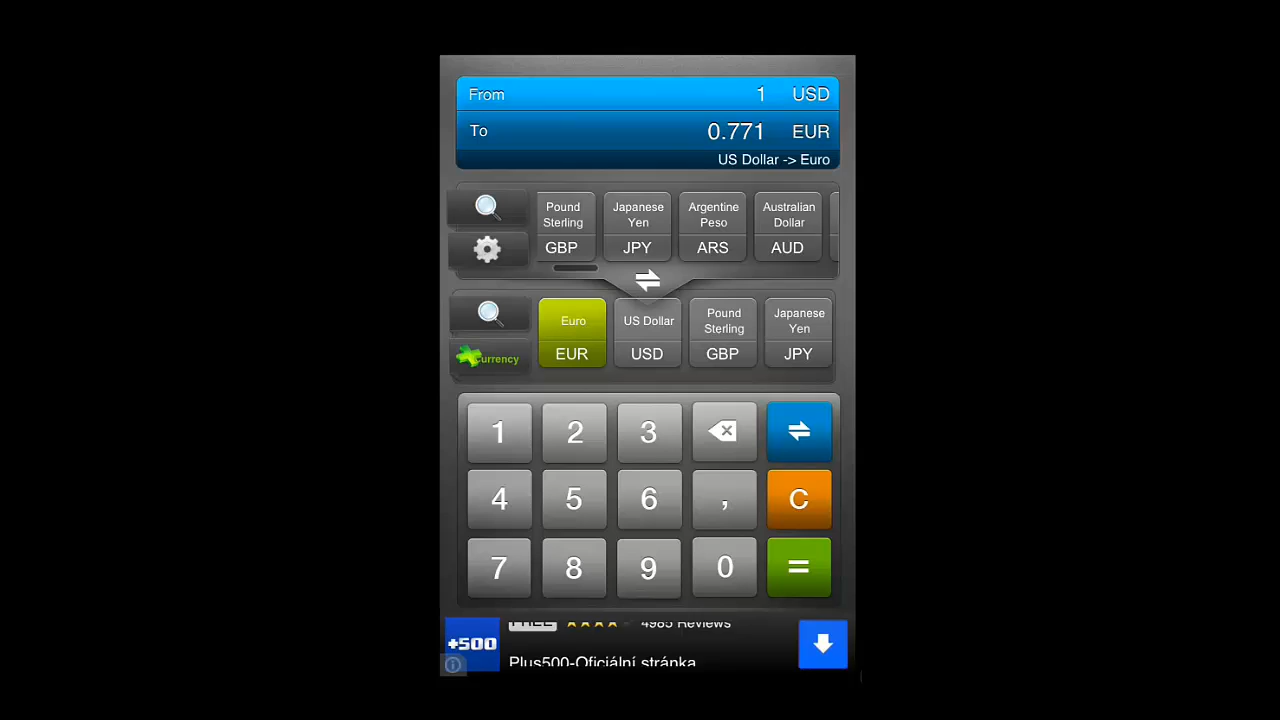 From 1 USD
To 0.771 EUR
US Dollar -> Euro
Pound Sterling GBP
Japanese Yen JPY
Argentine Peso ARS
Australian Dollar AUD
Euro EUR
US Dollar USD
Pound Sterling GBP
Japanese Yen JPY
currency
1 2 3
4 5 6 , C
7 8 9 0 =
+500
FREE 4985 Reviews
Plus500-Oficiální stránka